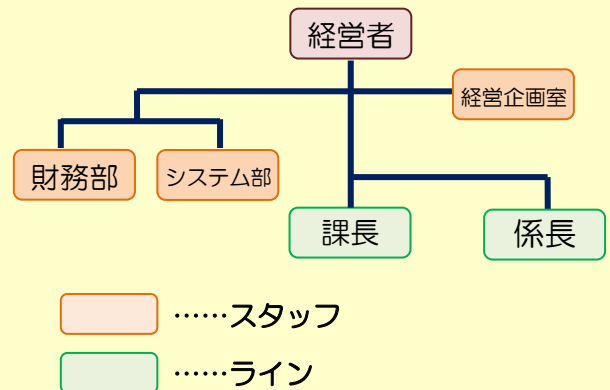 経営者
経営企画室
財務部
システム部
課長
係長
……スタッフ
……ライン